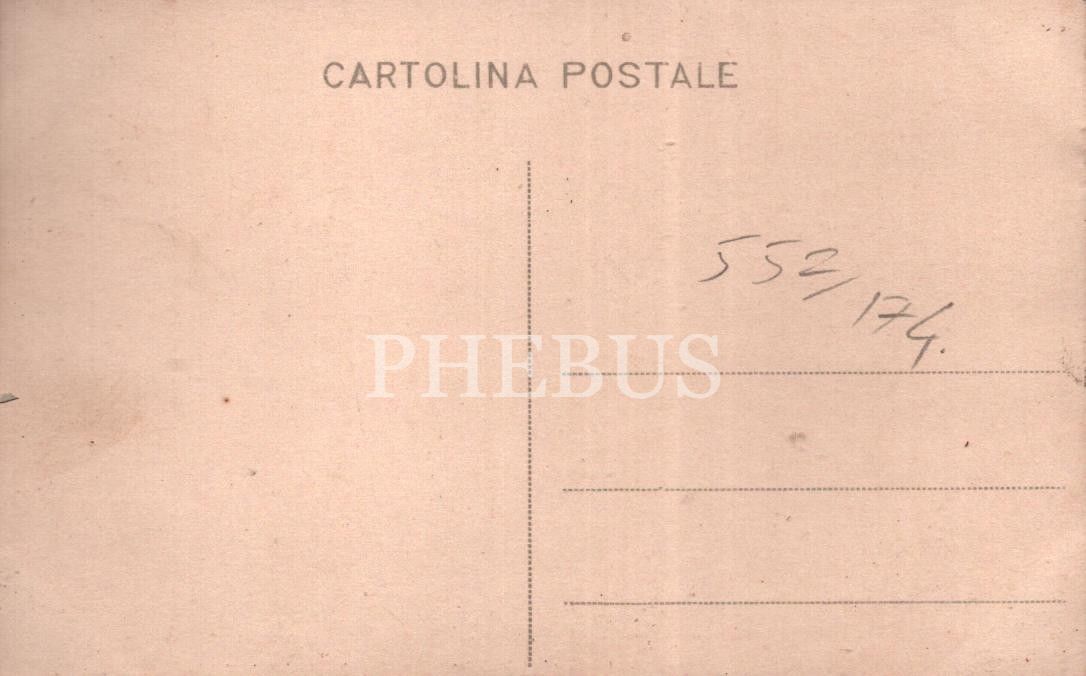 CARTOLINA POSTALE
552/174.
PHEBUS